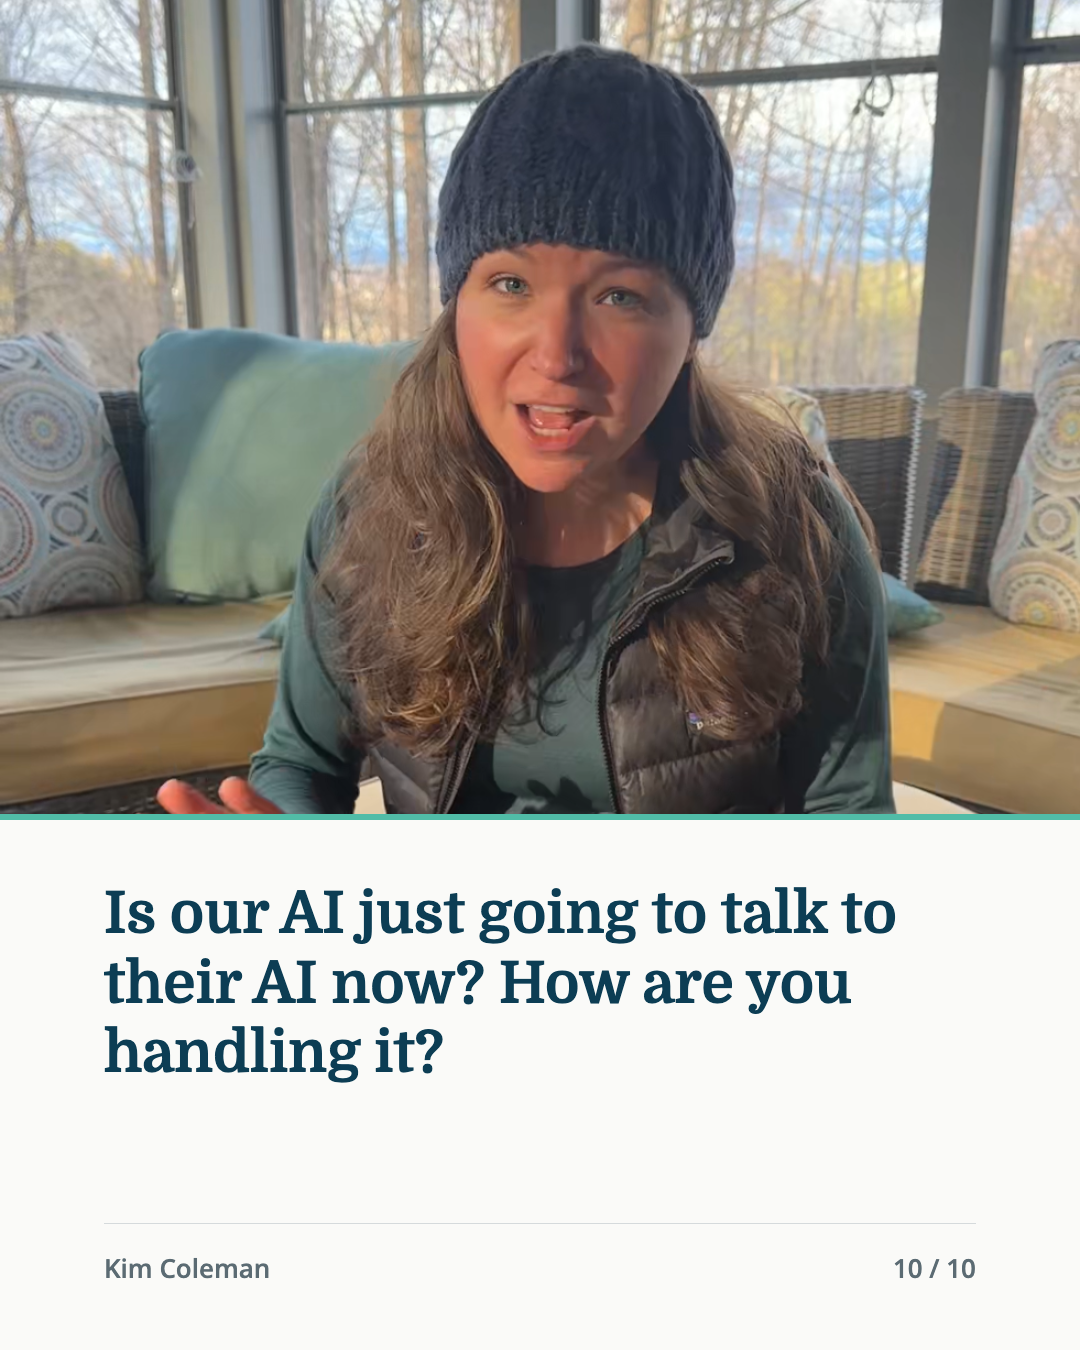 Is our AI just going to talk to
their AI now? How are you
handling it?
Kim Coleman
10 / 10